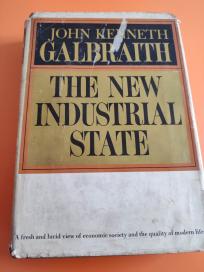 JOHN KENNETH
GALBRAITH
THE NEW
INDUSTRIAL
STATE
A fresh and lucid view of economic society and the quality of modern life